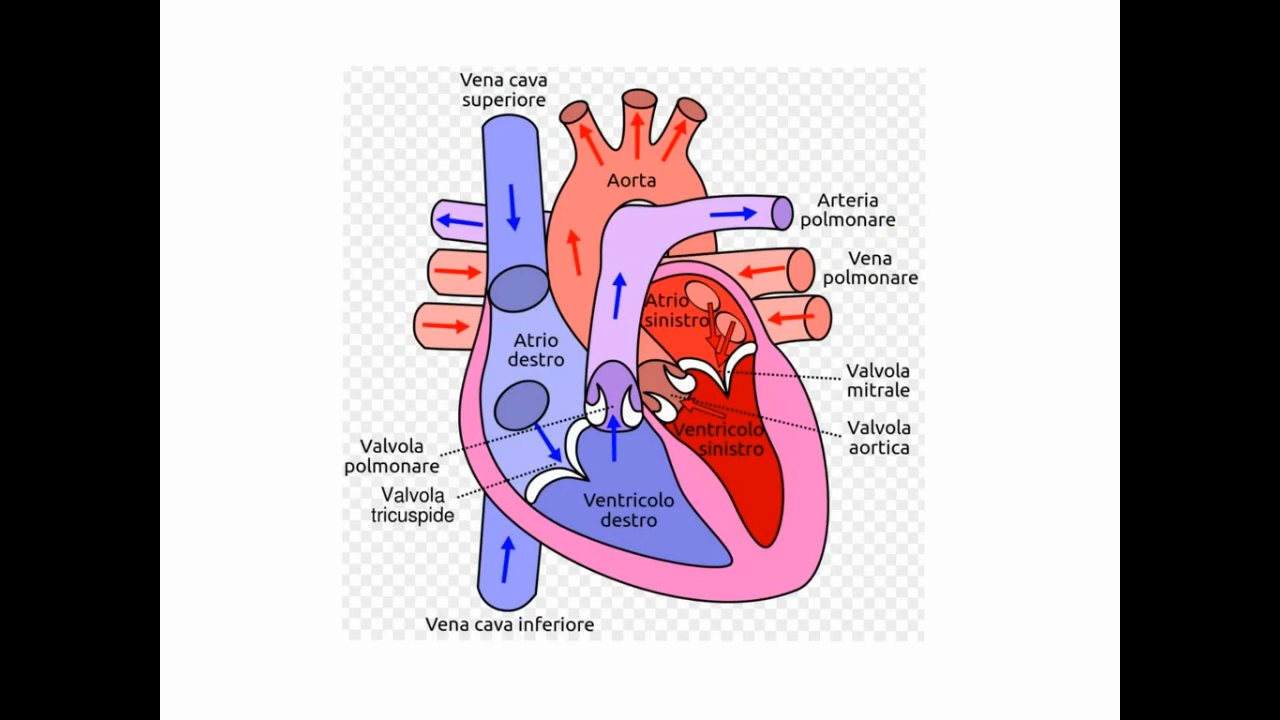 Vena cava
superiore
Aorta
Arteria
polmonare
Vena
polmonare
Atrio
sinistro
Atrio
destro
Valvola
mitrale
Valvola
aortica
Ventricolo
sinistro
Valvola
polmonare
Valvola
tricuspide
Ventricolo
destro
Vena cava inferiore